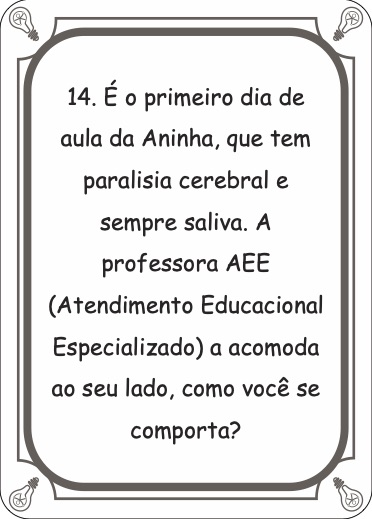 14. É o primeiro dia de
aula da Aninha, que tem
paralisia cerebral e
sempre saliva. A
professora AEE
(Atendimento Educacional
Especializado) a acomoda
ao seu lado, como você se
comporta?